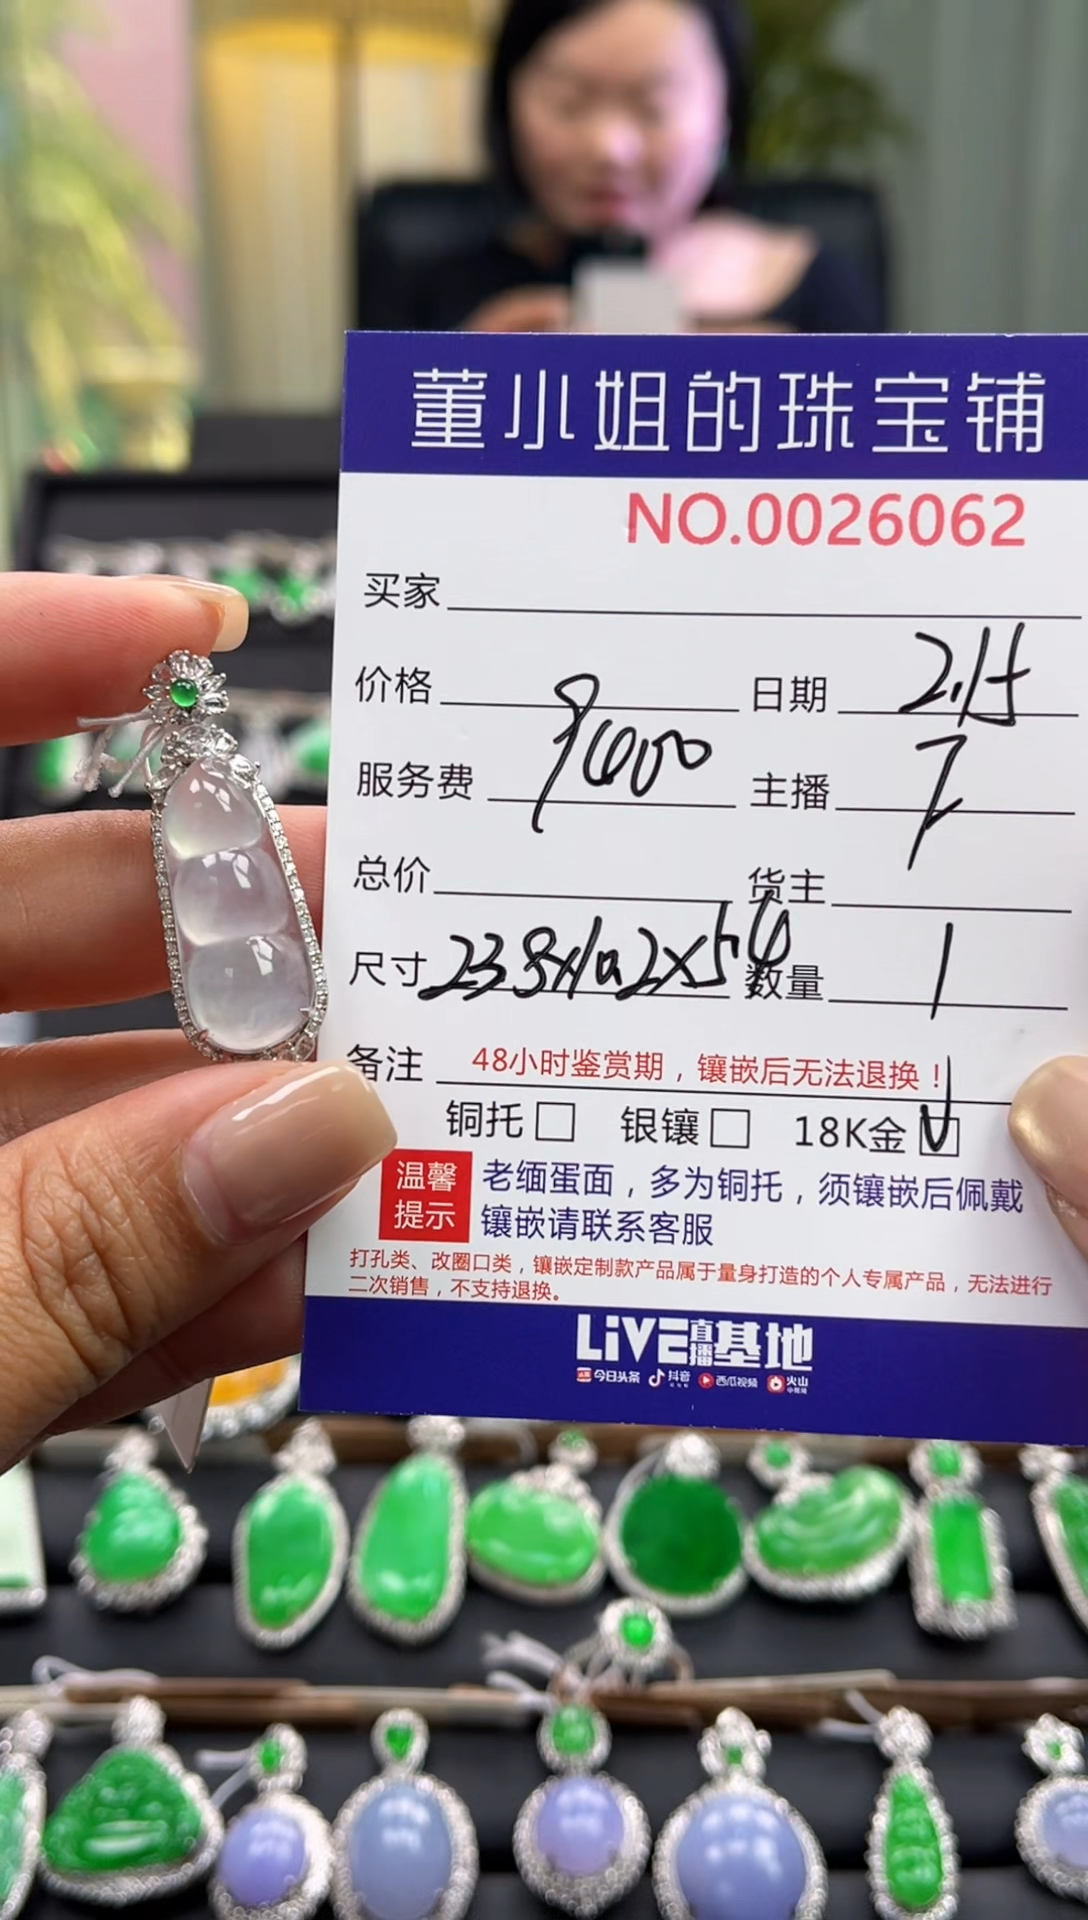 董小姐的珠宝铺
NO.0026062
买家
价格 9600 日期 2.15
服务费 主播
总价 货主
尺寸 数量 1
备注 48小时鉴赏期，镶嵌后无法退换！
铜托 □ 银镶 □ 18K金 ☑
温馨提示 老缅蛋面，多为铜托，须镶嵌后佩戴
镶嵌请联系客服
打孔类、改圈口类，镶嵌定制款产品属于量身打造的个人专属产品，无法进行
二次销售，不支持退换。
LiVE直播基地
今日头条 抖音 西瓜视频 火山